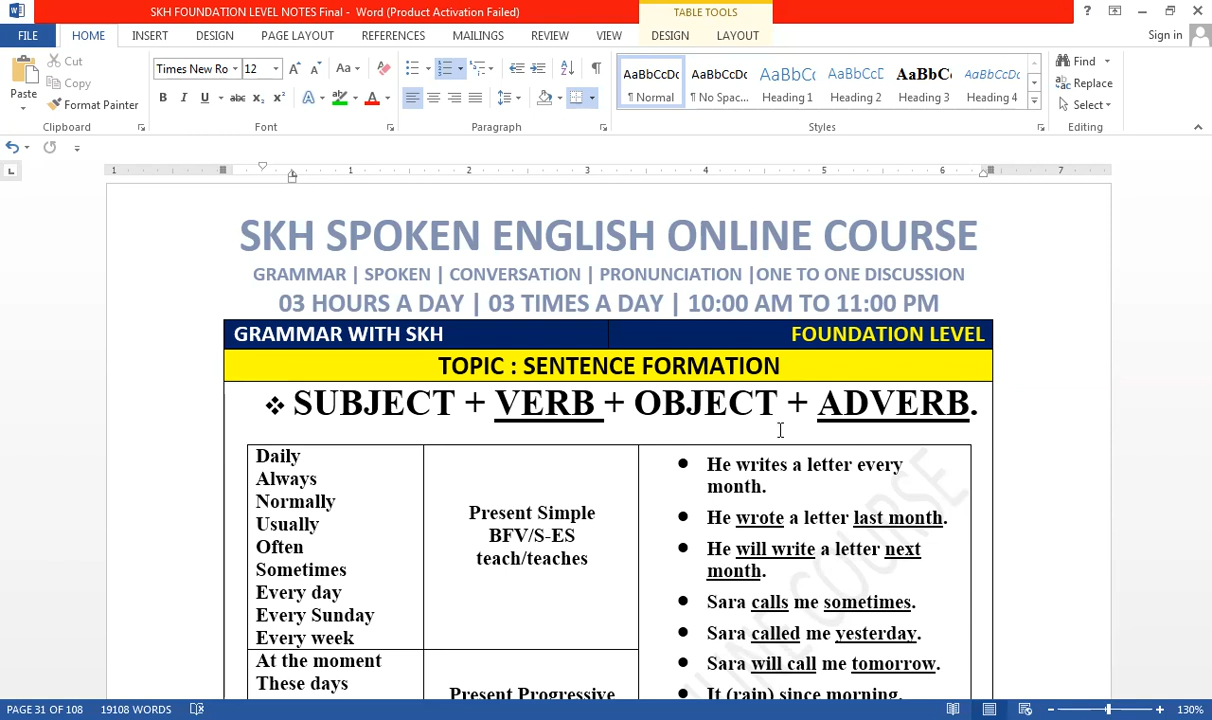 SKH FOUNDATION LEVEL NOTES Final - Word (Product Activation Failed)
TABLE TOOLS
Sign in
FILE HOME INSERT DESIGN PAGE LAYOUT REFERENCES MAILINGS REVIEW VIEW DESIGN LAYOUT
Paste
Cut
Copy
Format Painter
Times New Ro 12
AaBbCcDc AaBbCcDc AaBbCc AaBbCcD AaBbC AaBbCcD
¶ Normal ¶ No Spac... Heading 1 Heading 2 Heading 3 Heading 4
Find
Replace
Select
Clipboard Font Paragraph Styles Editing
1 1 2 3 4 5 6 7
SKH SPOKEN ENGLISH ONLINE COURSE
GRAMMAR | SPOKEN | CONVERSATION | PRONUNCIATION |ONE TO ONE DISCUSSION
03 HOURS A DAY | 03 TIMES A DAY | 10:00 AM TO 11:00 PM
GRAMMAR WITH SKH FOUNDATION LEVEL
TOPIC : SENTENCE FORMATION
❖ SUBJECT + VERB + OBJECT + ADVERB.
Daily
Always
Normally
Usually
Often
Sometimes
Every day
Every Sunday
Every week
At the moment
These days
Present Simple
BFV/S-ES
teach/teaches
Present Progressive
• He writes a letter every
month.
• He wrote a letter last month.
• He will write a letter next
month.
• Sara calls me sometimes.
• Sara called me yesterday.
• Sara will call me tomorrow.
• It (rain) since morning.
PAGE 31 OF 108 19108 WORDS 130%